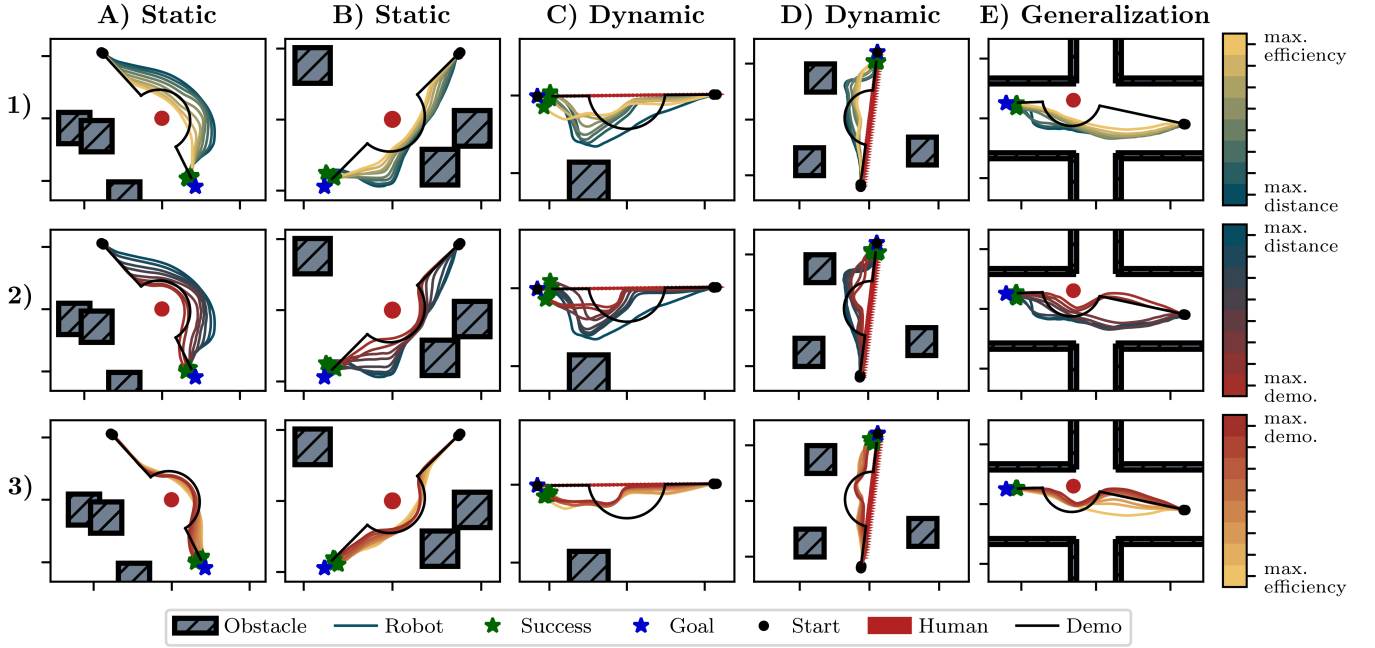 A) Static B) Static C) Dynamic D) Dynamic E) Generalization
1)
max.
efficiency
max.
distance
2)
max.
distance
max.
demo.
3)
max.
demo.
max.
efficiency
Obstacle Robot Success Goal Start Human Demo